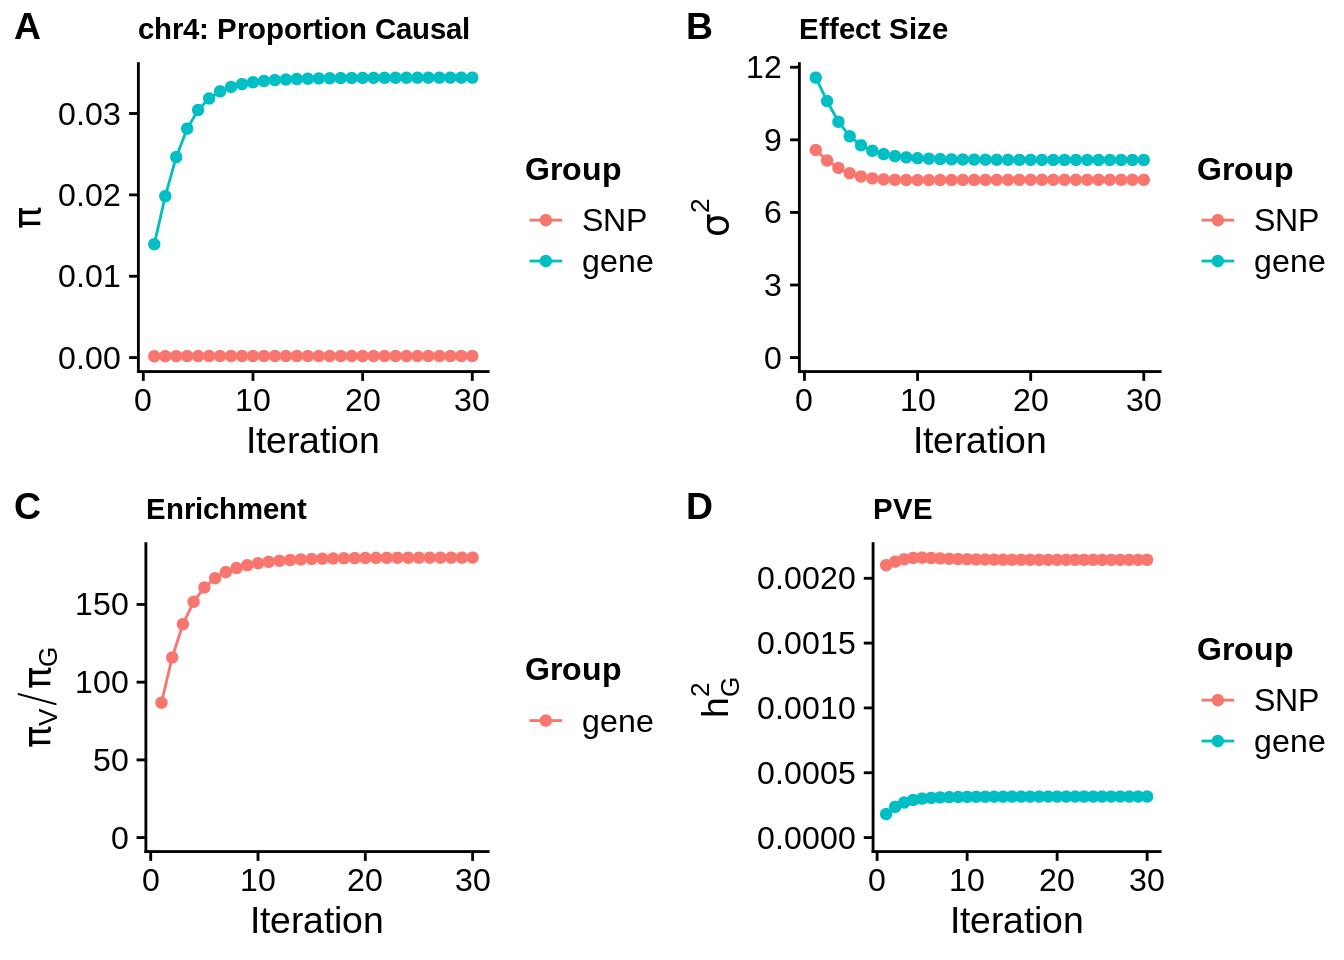 A
chr4: Proportion Causal
π
0.03
0.02
0.01
0.00
0 10 20 30
Iteration
Group
SNP
gene
B
Effect Size
σ²
12
9
6
3
0
0 10 20 30
Iteration
Group
SNP
gene
C
Enrichment
πV/πG
150
100
50
0
0 10 20 30
Iteration
Group
gene
D
PVE
h²G
0.0020
0.0015
0.0010
0.0005
0.0000
0 10 20 30
Iteration
Group
SNP
gene